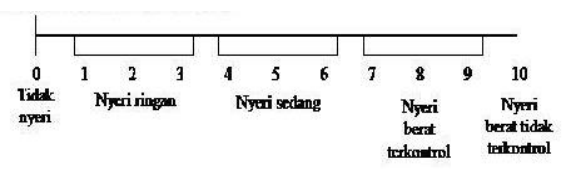 0 1 2 3 4 5 6 7 8 9 10
Tidak
nyeri
Nyeri ringan
Nyeri sedang
Nyeri
berat
terkontrol
Nyeri
berat tidak
terkontrol